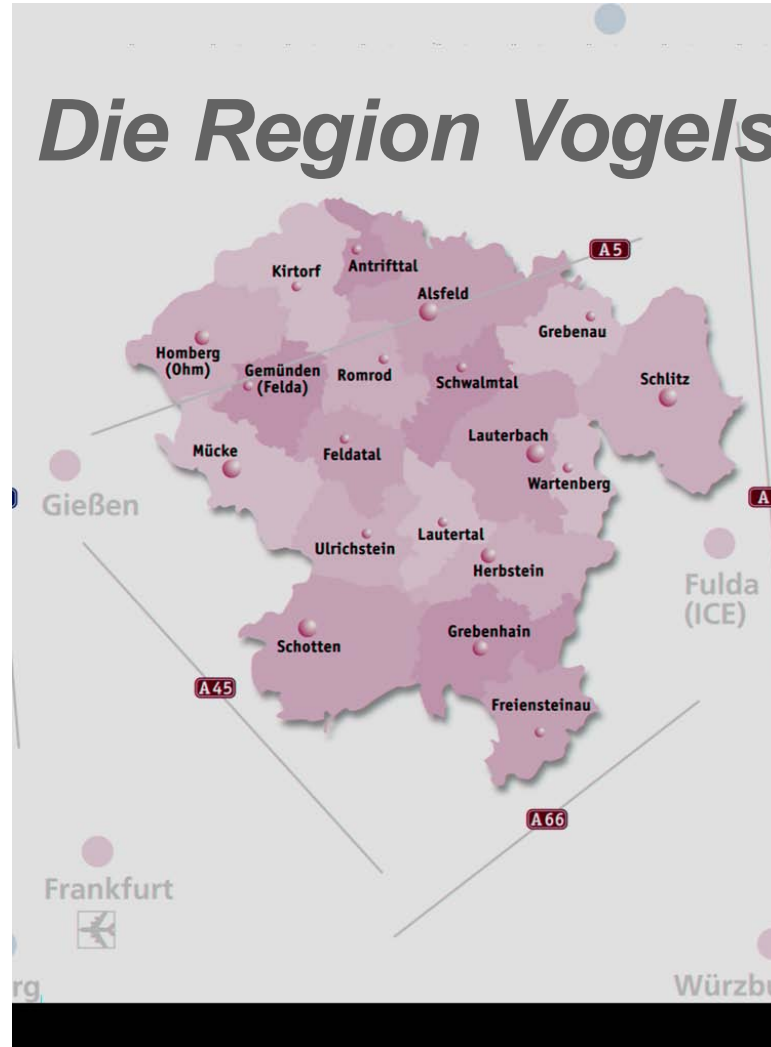 Die Region Vogels
A5
Kirtorf
Antrifttal
Alsfeld
Grebenau
Homberg
(Ohm)
Gemünden
(Felda)
Romrod
Schwalmtal
Schlitz
Mücke
Feldatal
Lauterbach
Wartenberg
Gießen
A
Ulrichstein
Lautertal
Herbstein
Fulda
(ICE)
Schotten
Grebenhain
A45
Freiensteinau
A66
Frankfurt
rg
Würzbu